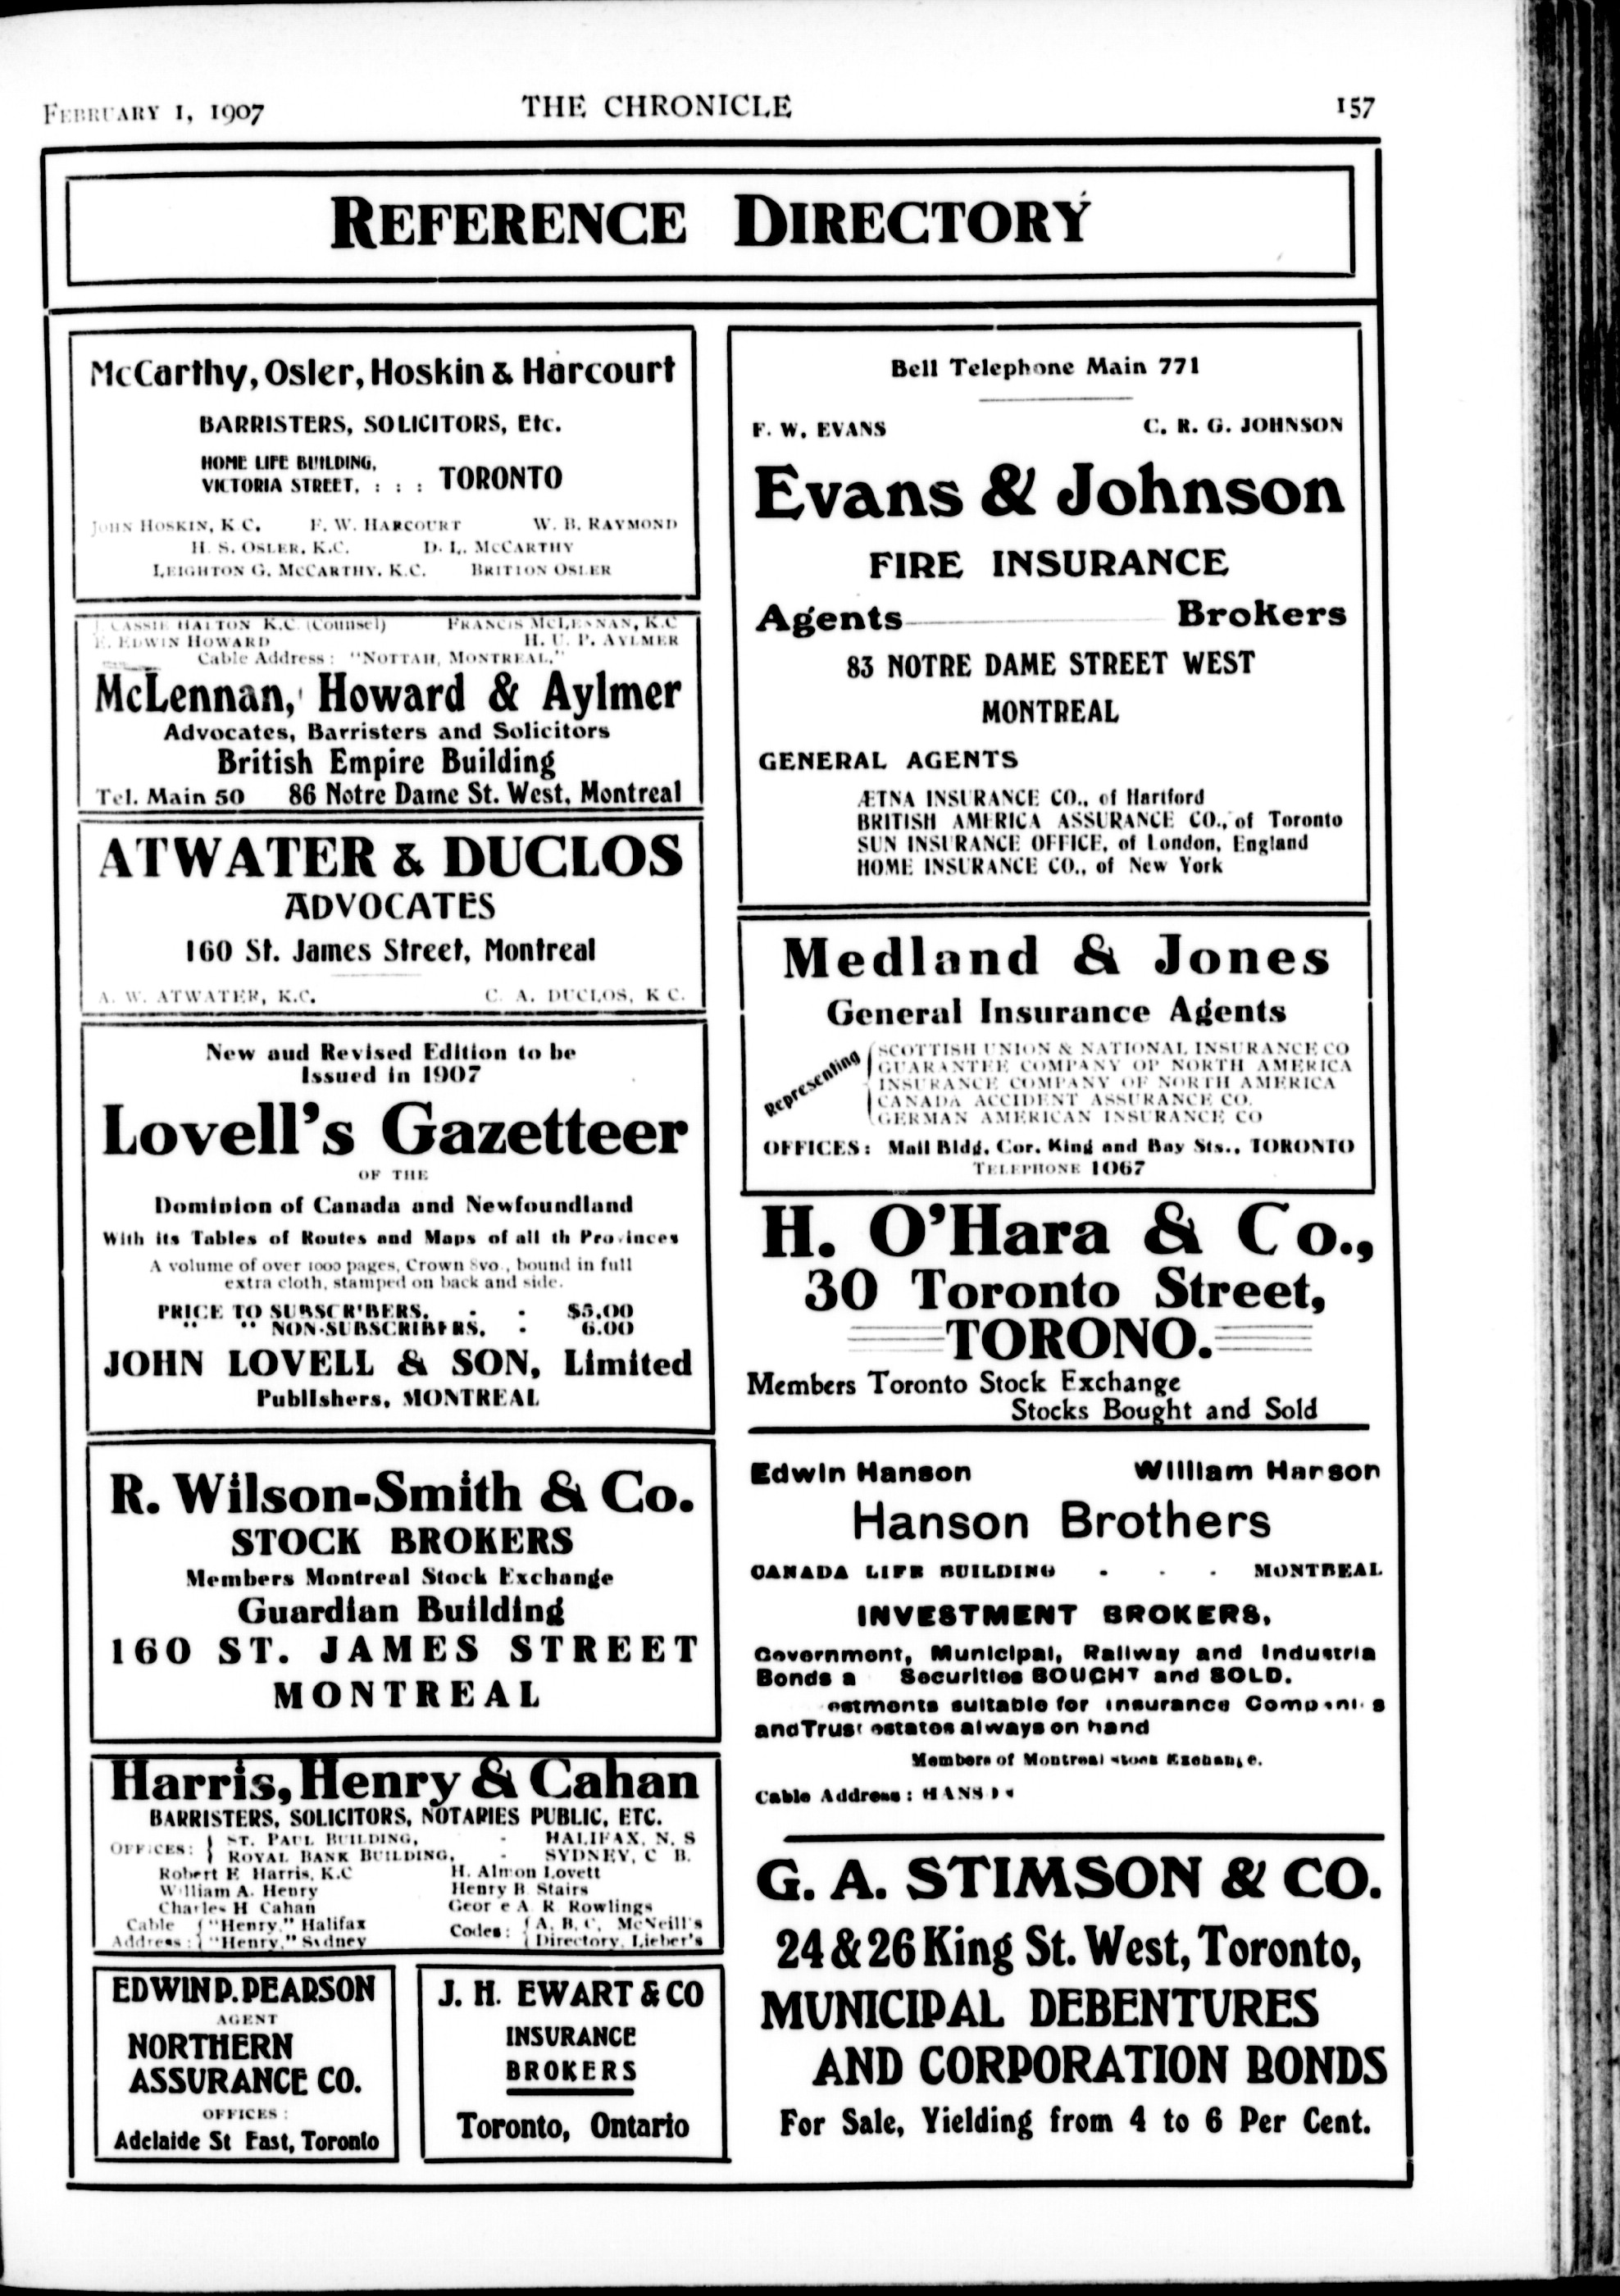 FEBRUARY 1, 1907 THE CHRONICLE 157
REFERENCE DIRECTORY
McCarthy, Osler, Hoskin & Harcourt
BARRISTERS, SOLICITORS, Etc.
HOME LIFE BUILDING,
VICTORIA STREET, : : : TORONTO
JOHN HOSKIN, K C. F. W. HARCOURT W. B. RAYMOND
H. S. OSLER, K.C. D. L. MCCARTHY
LEIGHTON G. MCCARTHY, K.C. BRITTON OSLER
CASSIE HATTON K.C. (Counsel) FRANCIS MCLENNAN, K.C
E. EDWIN HOWARD H. U. P. AYLMER
Cable Address: "NOTTAH, MONTREAL."
McLennan, Howard & Aylmer
Advocates, Barristers and Solicitors
British Empire Building
Tel. Main 50 86 Notre Dame St. West, Montreal
ATWATER & DUCLOS
ADVOCATES
160 St. James Street, Montreal
A. W. ATWATER, K.C. C. A. DUCLOS, K C.
New aud Revised Edition to be
Issued in 1907
Lovell's Gazetteer
OF THE
Dominion of Canada and Newfoundland
With its Tables of Routes and Maps of all th Provinces
A volume of over 1000 pages, Crown 8vo., bound in full
extra cloth, stamped on back and side.
PRICE TO SUBSCRIBERS, - - $5.00
" " NON-SUBSCRIBERS, - 6.00
JOHN LOVELL & SON, Limited
Publishers, MONTREAL
R. Wilson-Smith & Co.
STOCK BROKERS
Members Montreal Stock Exchange
Guardian Building
160 ST. JAMES STREET
MONTREAL
Harris, Henry & Cahan
BARRISTERS, SOLICITORS, NOTARIES PUBLIC, ETC.
OFFICES: { ST. PAUL BUILDING, - HALIFAX, N. S
ROYAL BANK BUILDING, - SYDNEY, C B.
Robert E Harris, K.C H. Almon Lovett
William A. Henry Henry B Stairs
Charles H Cahan Geor e A R Rowlings
Cable { "Henry," Halifax Codes: { A, B, C, McNeill's
Address: { "Henry," Sydney Directory, Lieber's
EDWIN P. PEARSON
AGENT
NORTHERN
ASSURANCE CO.
OFFICES:
Adelaide St East, Toronto
J. H. EWART & CO
INSURANCE
BROKERS
Toronto, Ontario
Bell Telephone Main 771
F. W. EVANS C. R. G. JOHNSON
Evans & Johnson
FIRE INSURANCE
Agents Brokers
83 NOTRE DAME STREET WEST
MONTREAL
GENERAL AGENTS
ÆTNA INSURANCE CO., of Hartford
BRITISH AMERICA ASSURANCE CO., of Toronto
SUN INSURANCE OFFICE, of London, England
HOME INSURANCE CO., of New York
Medland & Jones
General Insurance Agents
Representing
SCOTTISH UNION & NATIONAL INSURANCE CO
GUARANTEE COMPANY OP NORTH AMERICA
INSURANCE COMPANY OF NORTH AMERICA
CANADA ACCIDENT ASSURANCE CO.
GERMAN AMERICAN INSURANCE CO
OFFICES: Mail Bldg, Cor. King and Bay Sts., TORONTO
TELEPHONE 1067
H. O'Hara & Co.,
30 Toronto Street,
TORONO.
Members Toronto Stock Exchange
Stocks Bought and Sold
Edwin Hanson William Hanson
Hanson Brothers
CANADA LIFE BUILDING - - - MONTREAL
INVESTMENT BROKERS,
Government, Municipal, Railway and Industria
Bonds a Securities BOUGHT and SOLD.
estments suitable for insurance Companies
and Trust estates always on hand
Members of Montreal Stock Exchange.
Cable Address: HANSON
G. A. STIMSON & CO.
24 & 26 King St. West, Toronto,
MUNICIPAL DEBENTURES
AND CORPORATION BONDS
For Sale, Yielding from 4 to 6 Per Cent.